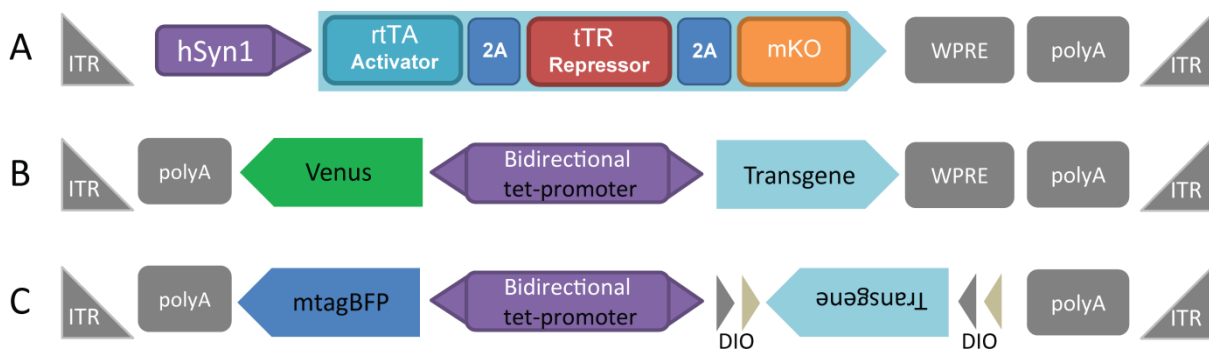 A
ITR
hSyn1
rtTA
Activator
2A
tTR
Repressor
2A
mKO
WPRE
polyA
ITR
B
ITR
polyA
Venus
Bidirectional
tet-promoter
Transgene
WPRE
polyA
ITR
C
ITR
polyA
mtagBFP
Bidirectional
tet-promoter
DIO
Transgene
DIO
polyA
ITR